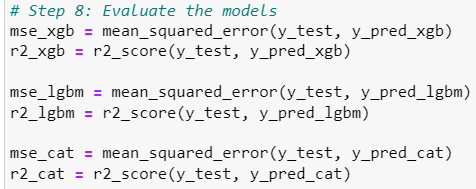 # Step 8: Evaluate the models
mse_xgb = mean_squared_error(y_test, y_pred_xgb)
r2_xgb = r2_score(y_test, y_pred_xgb)
mse_lgbm = mean_squared_error(y_test, y_pred_lgbm)
r2_lgbm = r2_score(y_test, y_pred_lgbm)
mse_cat = mean_squared_error(y_test, y_pred_cat)
r2_cat = r2_score(y_test, y_pred_cat)